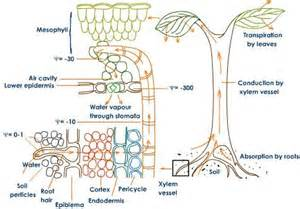 Mesophyll
Transpiration
by leaves
Ψ= -30
Air cavity
Lower epidermis
Ψ= -300
Water vapour
through stomata
Conduction by
xylem vessel
Ψ= -10
Ψ= 0-1
Absorption by roots
Water
Soil
perticles
Root
hair
Epiblema
Cortex
Endodermis
Pericycle
Xylem
vessel
Soil